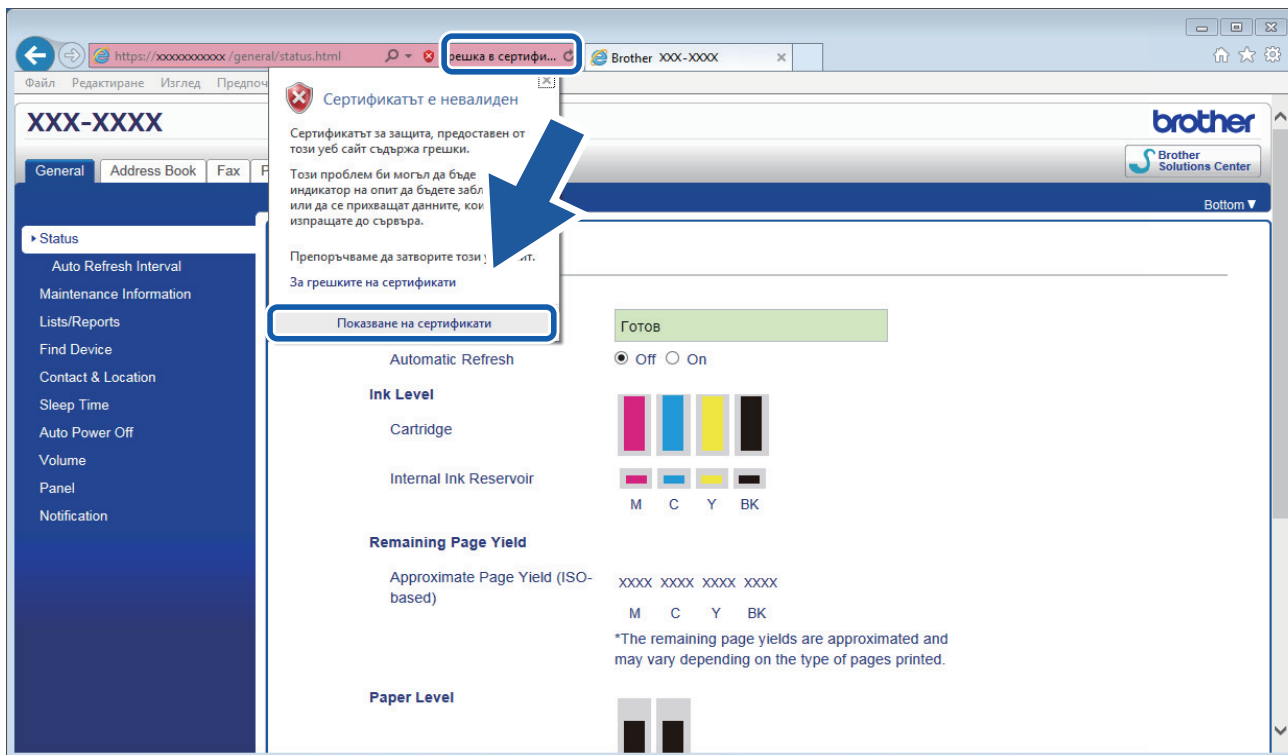 https://xxxxxxxxxxx /general/status.html
решка в сертифи...
Brother XXX-XXXX
Файл Редактиране Изглед
XXX-XXXX
brother
General Address Book Fax
Brother
Solutions Center
Bottom▼
Сертификатът е невалиден
Сертификатът за защита, предоставен от
този уеб сайт съдържа грешки.
Този проблем би могъл да бъде
индикатор на опит да бъдете
или да се прихващат данните,
изпращате до сървъра.
Препоръчваме да затворите този
За грешките на сертификати
Показване на сертификати
Status
Auto Refresh Interval
Maintenance Information
Lists/Reports
Find Device
Contact & Location
Sleep Time
Auto Power Off
Volume
Panel
Notification
Готов
Automatic Refresh Off On
Ink Level
Cartridge
Internal Ink Reservoir
M C Y BK
Remaining Page Yield
Approximate Page Yield (ISO-
based)
XXXX XXXX XXXX XXXX
M C Y BK
*The remaining page yields are approximated and
may vary depending on the type of pages printed.
Paper Level